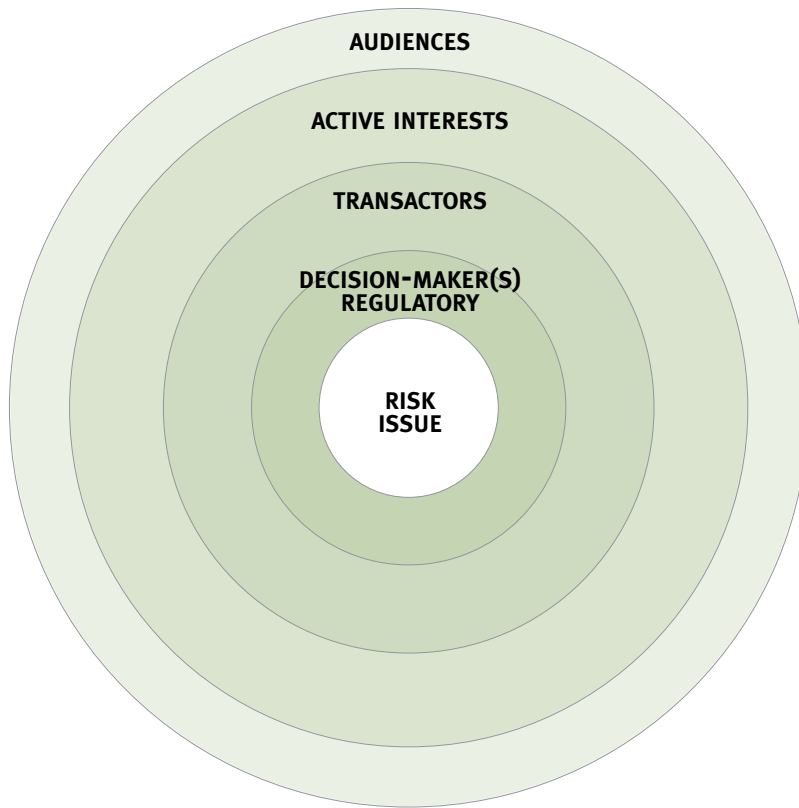 AUDIENCES
ACTIVE INTERESTS
TRANSACTORS
DECISION-MAKER(S)
REGULATORY
RISK
ISSUE